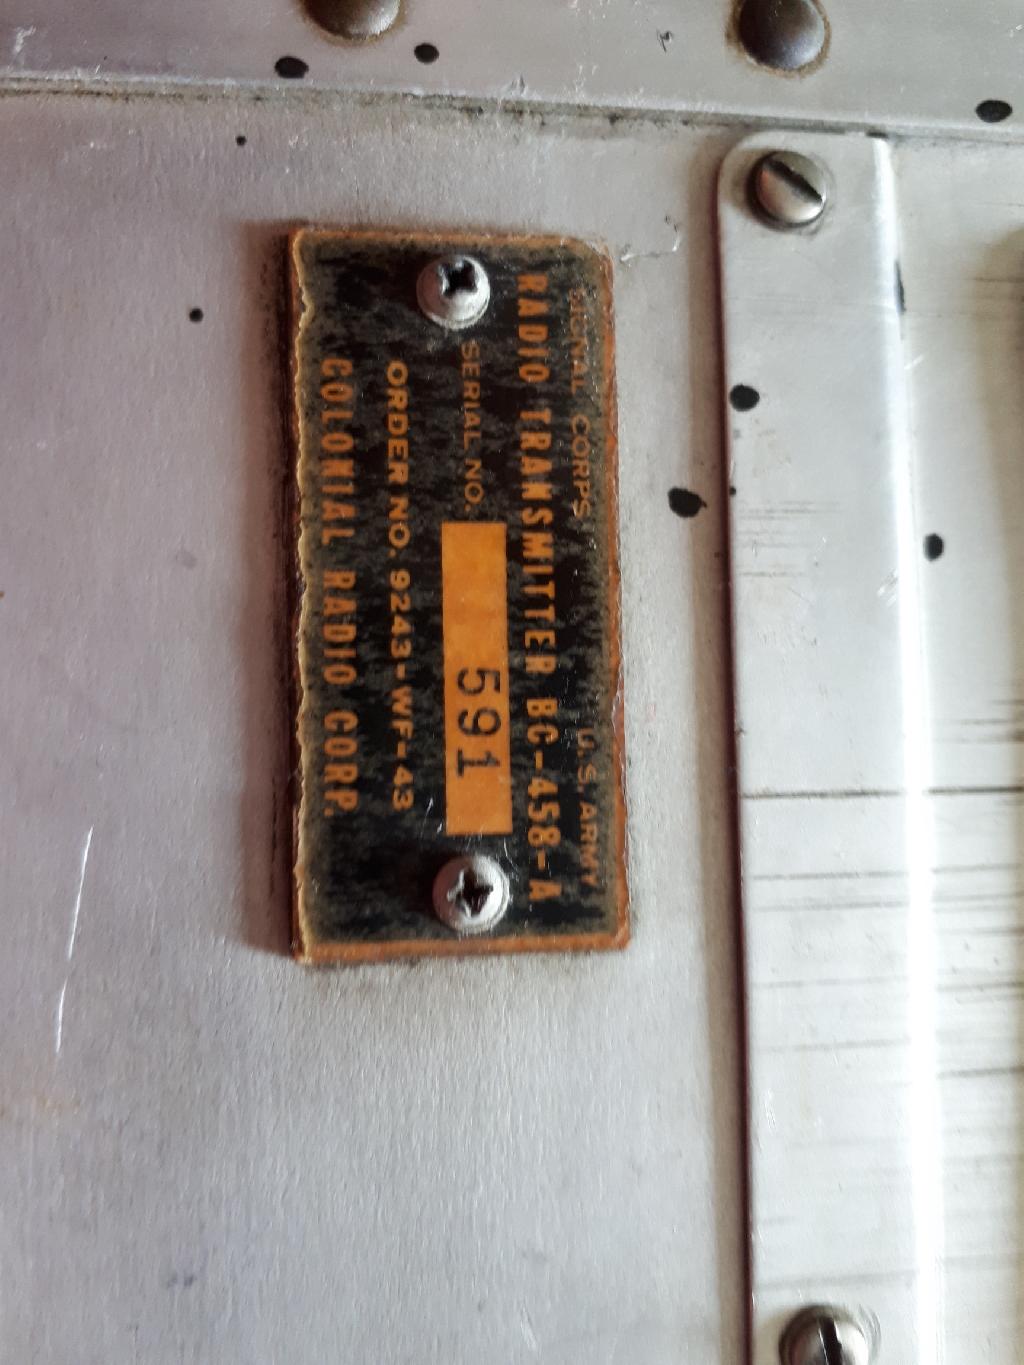 SIGNAL CORPS U.S. ARMY
RADIO TRANSMITTER BC-458-A
SERIAL NO. 591
ORDER NO. 9243-WF-43
COLONIAL RADIO CORP.